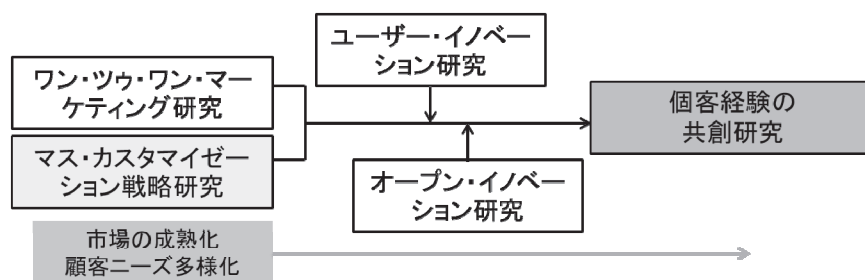 ユーザー・イノベー
ション研究
ワン・ツゥ・ワン・マー
ケティング研究
個客経験の
共創研究
マス・カスタマイゼー
ション戦略研究
オープン・イノベー
ション研究
市場の成熟化
顧客ニーズ多様化